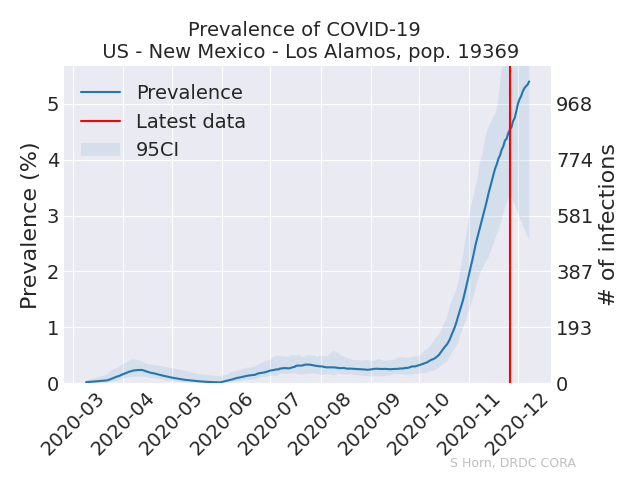 Prevalence of COVID-19
US - New Mexico - Los Alamos, pop. 19369
Prevalence
Latest data
95CI
Prevalence (%)
5
4
3
2
1
0
968
774
581
387
193
0
# of infections
2020-03
2020-04
2020-05
2020-06
2020-07
2020-08
2020-09
2020-10
2020-11
2020-12
S Horn, DRDC CORA